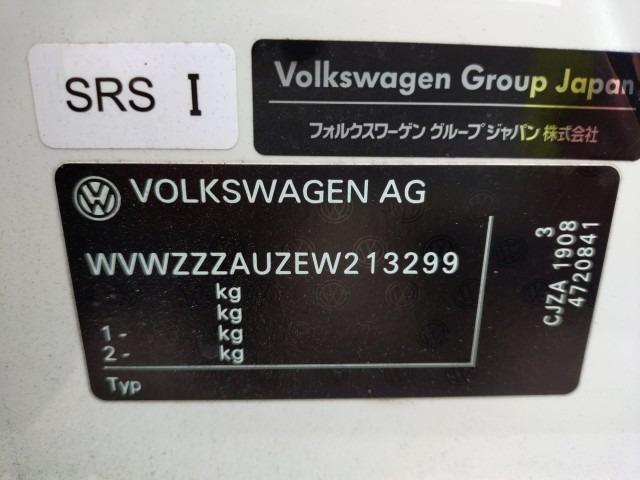 SRS I
Volkswagen Group Japan
フォルクスワーゲン グループ ジャパン 株式会社
VOLKSWAGEN AG
WVWZZZAUZEW213299
kg
kg
1- kg
2- kg
Typ
3
CJZA 1908
4720841